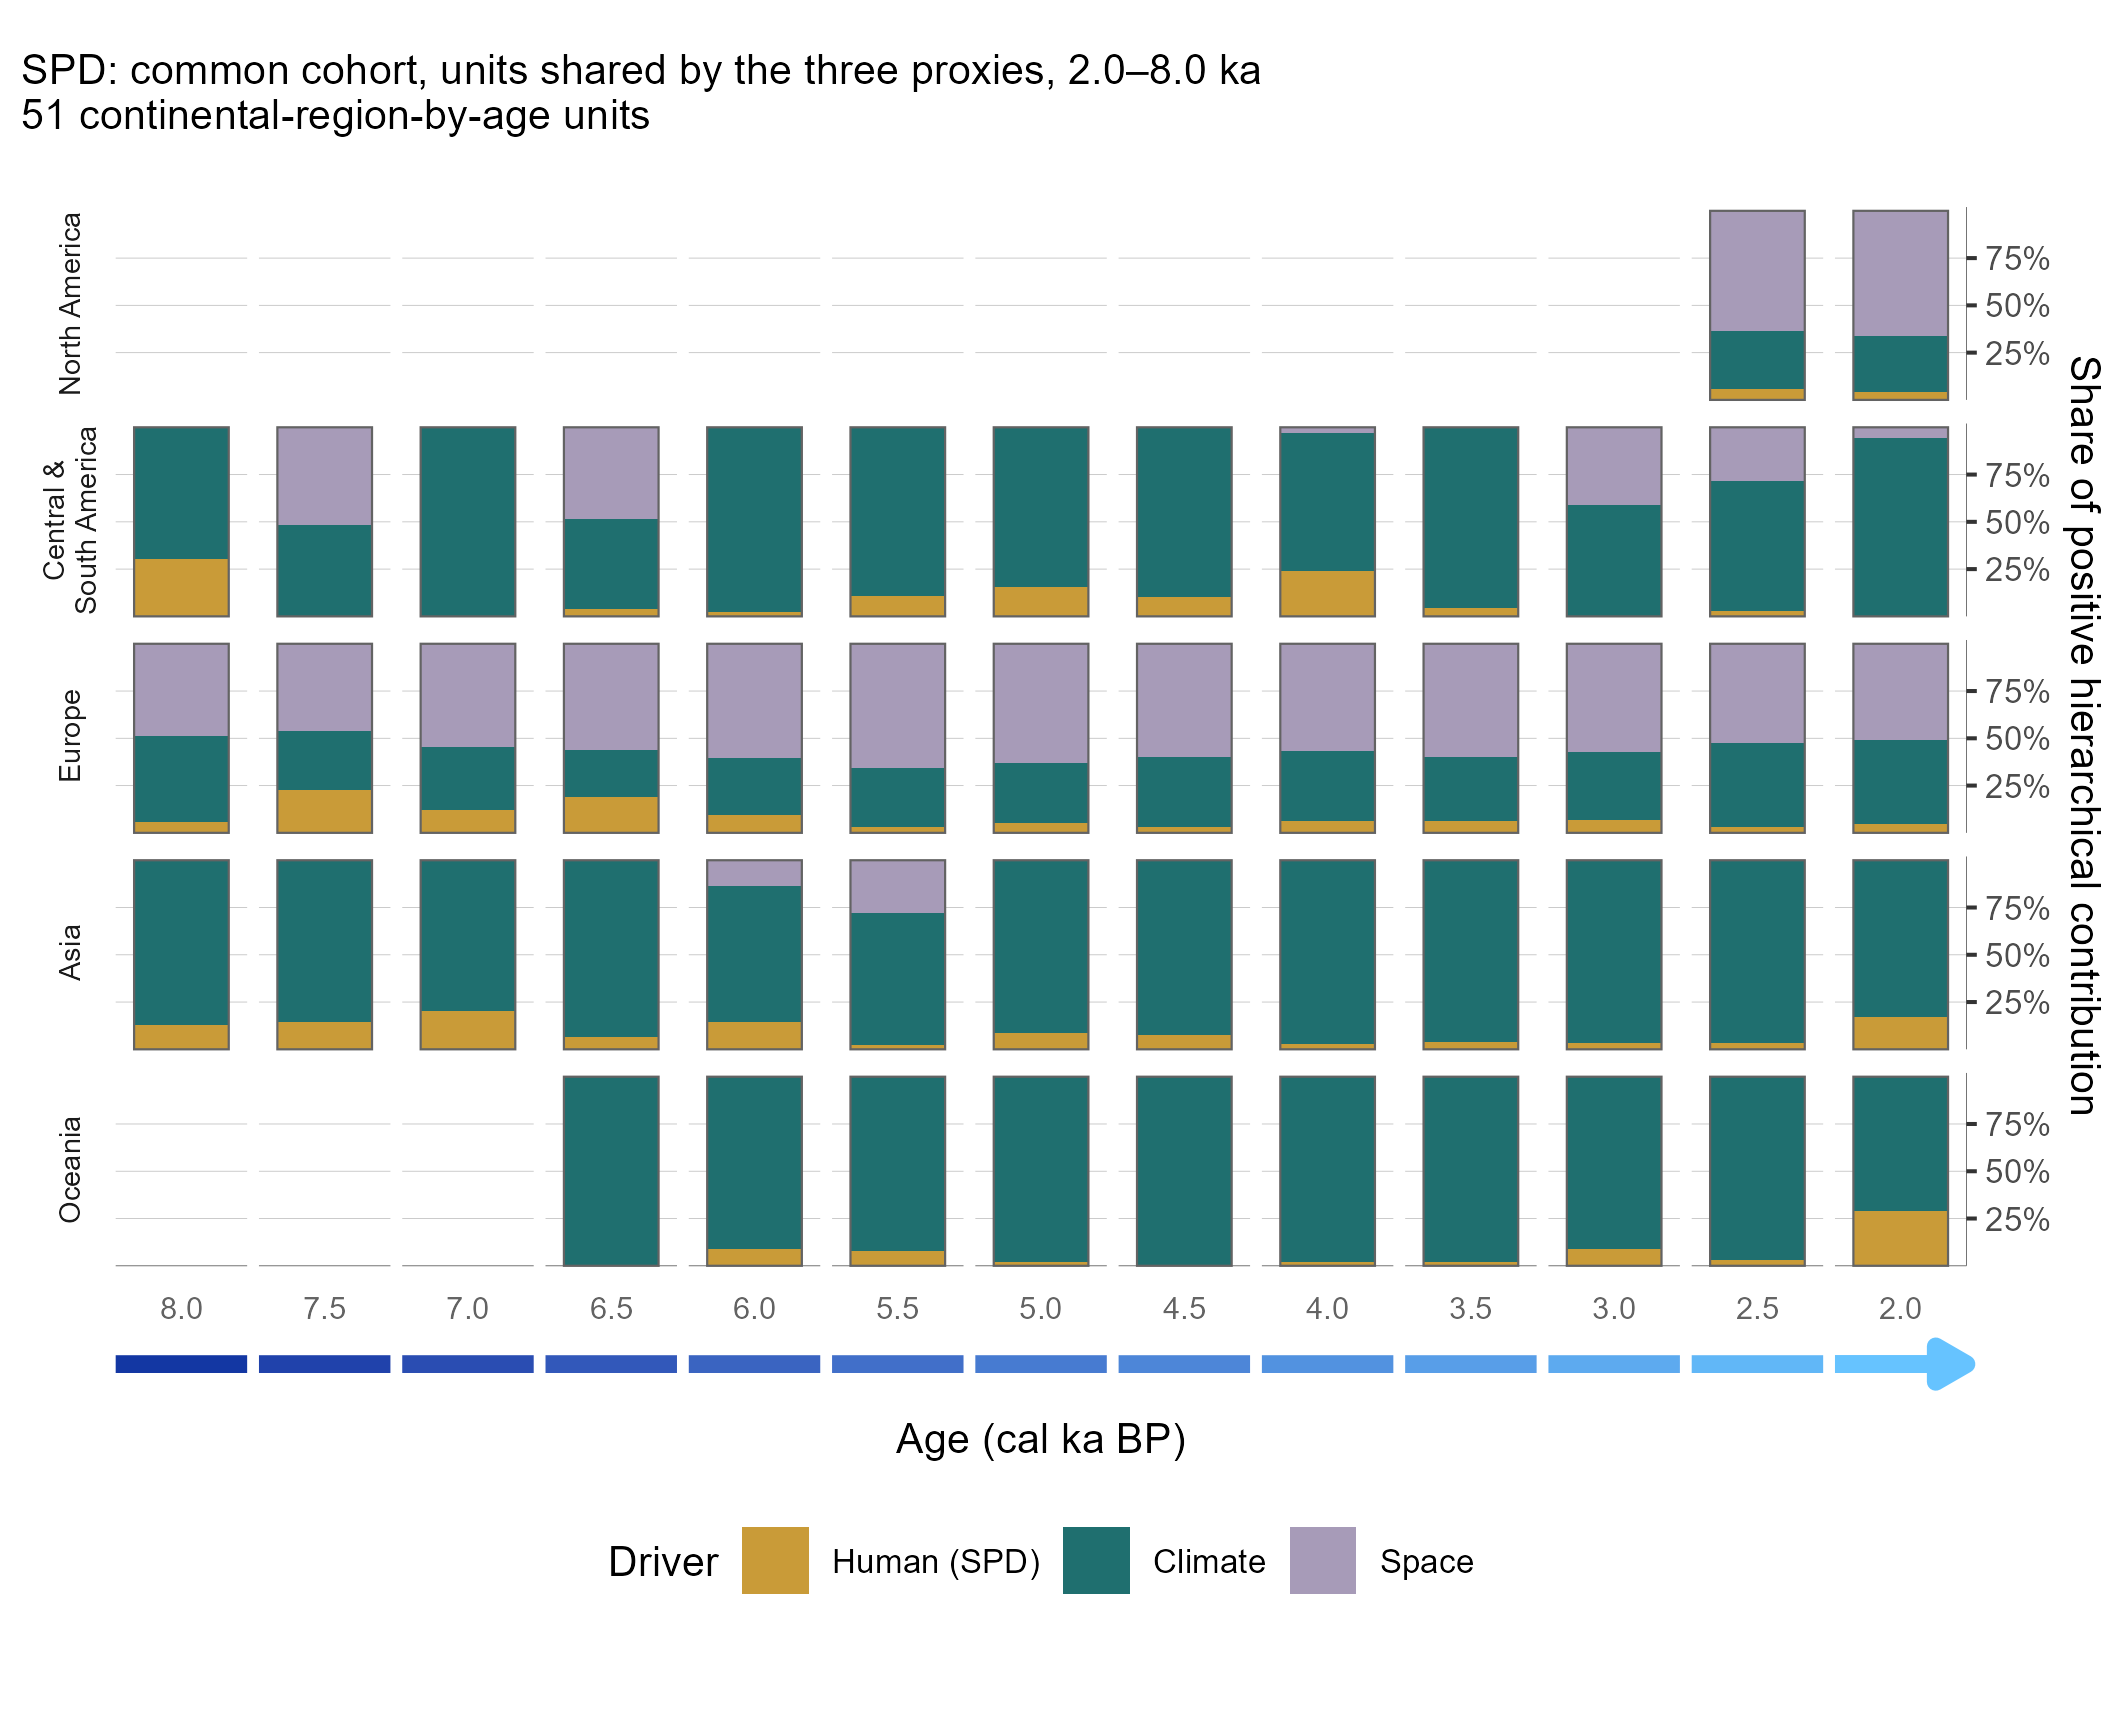 SPD: common cohort, units shared by the three proxies, 2.0–8.0 ka
51 continental-region-by-age units
North America
75%
50%
25%
Central &
South America
75%
50%
25%
Europe
75%
50%
25%
Asia
75%
50%
25%
Oceania
75%
50%
25%
Share of positive hierarchical contribution
8.0 7.5 7.0 6.5 6.0 5.5 5.0 4.5 4.0 3.5 3.0 2.5 2.0
Age (cal ka BP)
Driver Human (SPD) Climate Space